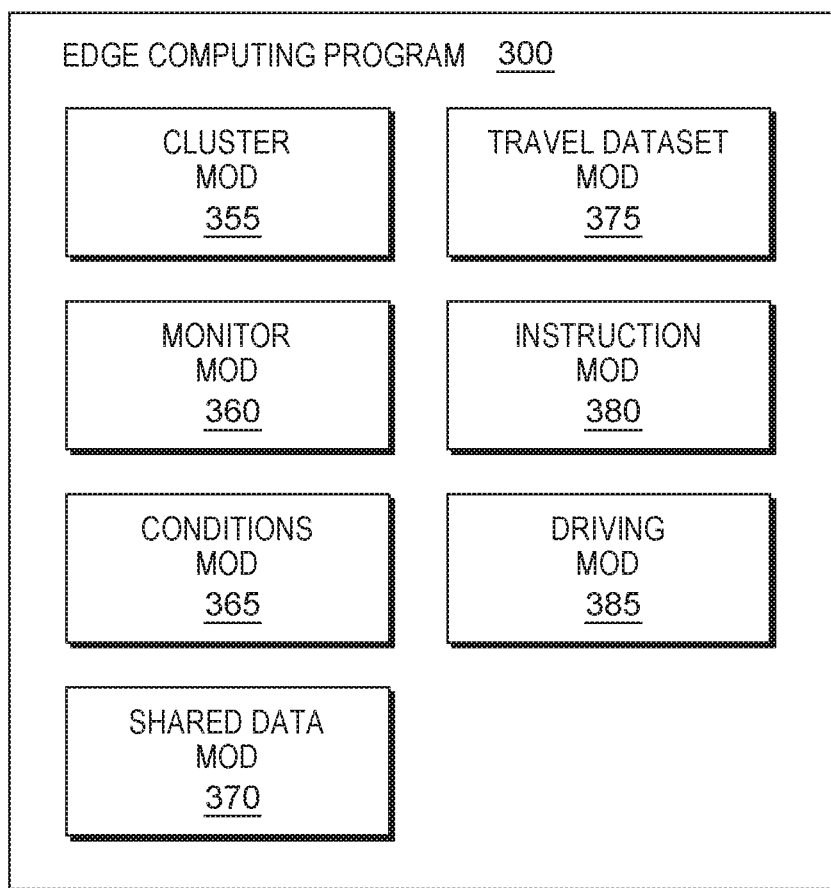 EDGE COMPUTING PROGRAM 300
CLUSTER
MOD
355
MONITOR
MOD
360
CONDITIONS
MOD
365
SHARED DATA
MOD
370
TRAVEL DATASET
MOD
375
INSTRUCTION
MOD
380
DRIVING
MOD
385